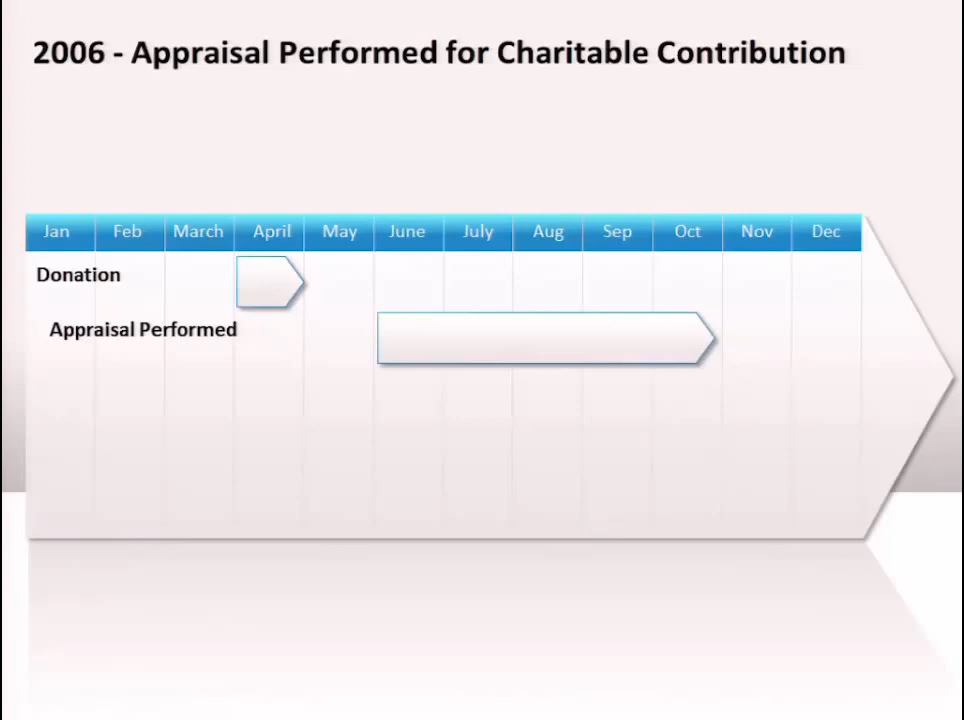 2006 - Appraisal Performed for Charitable Contribution
Jan Feb March April May June July Aug Sep Oct Nov Dec
Donation
Appraisal Performed